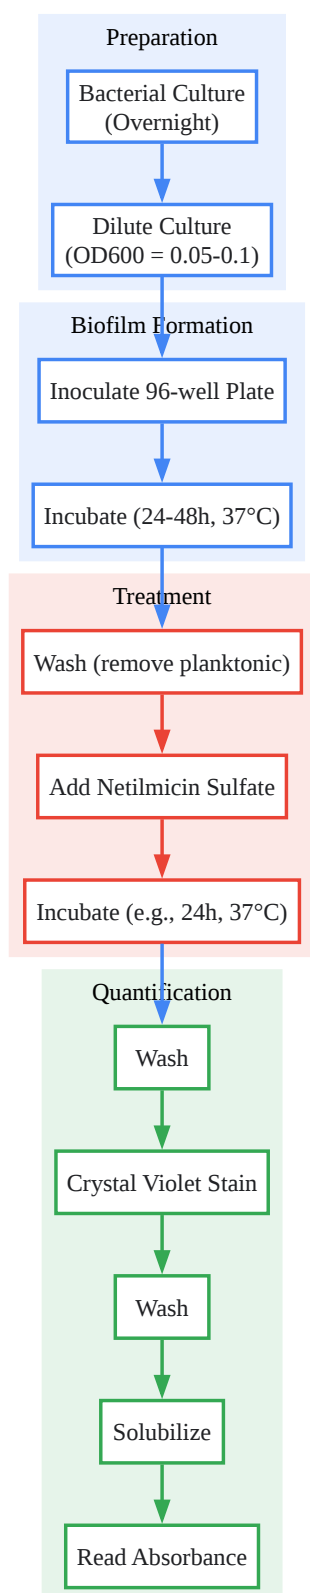 Preparation
Bacterial Culture
(Overnight)
Dilute Culture
(OD600 = 0.05-0.1)
Biofilm Formation
Inoculate 96-well Plate
Incubate (24-48h, 37°C)
Treatment
Wash (remove planktonic)
Add Netilmicin Sulfate
Incubate (e.g., 24h, 37°C)
Quantification
Wash
Crystal Violet Stain
Wash
Solubilize
Read Absorbance